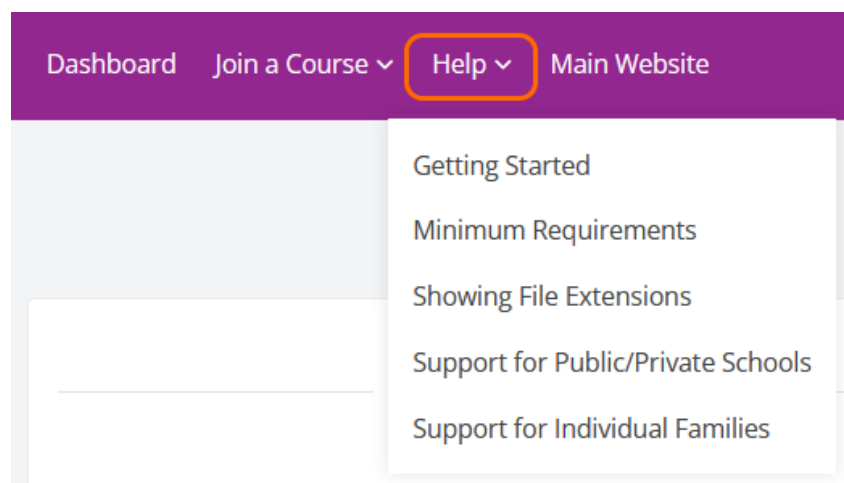 Dashboard Join a Course Help Main Website
Getting Started
Minimum Requirements
Showing File Extensions
Support for Public/Private Schools
Support for Individual Families